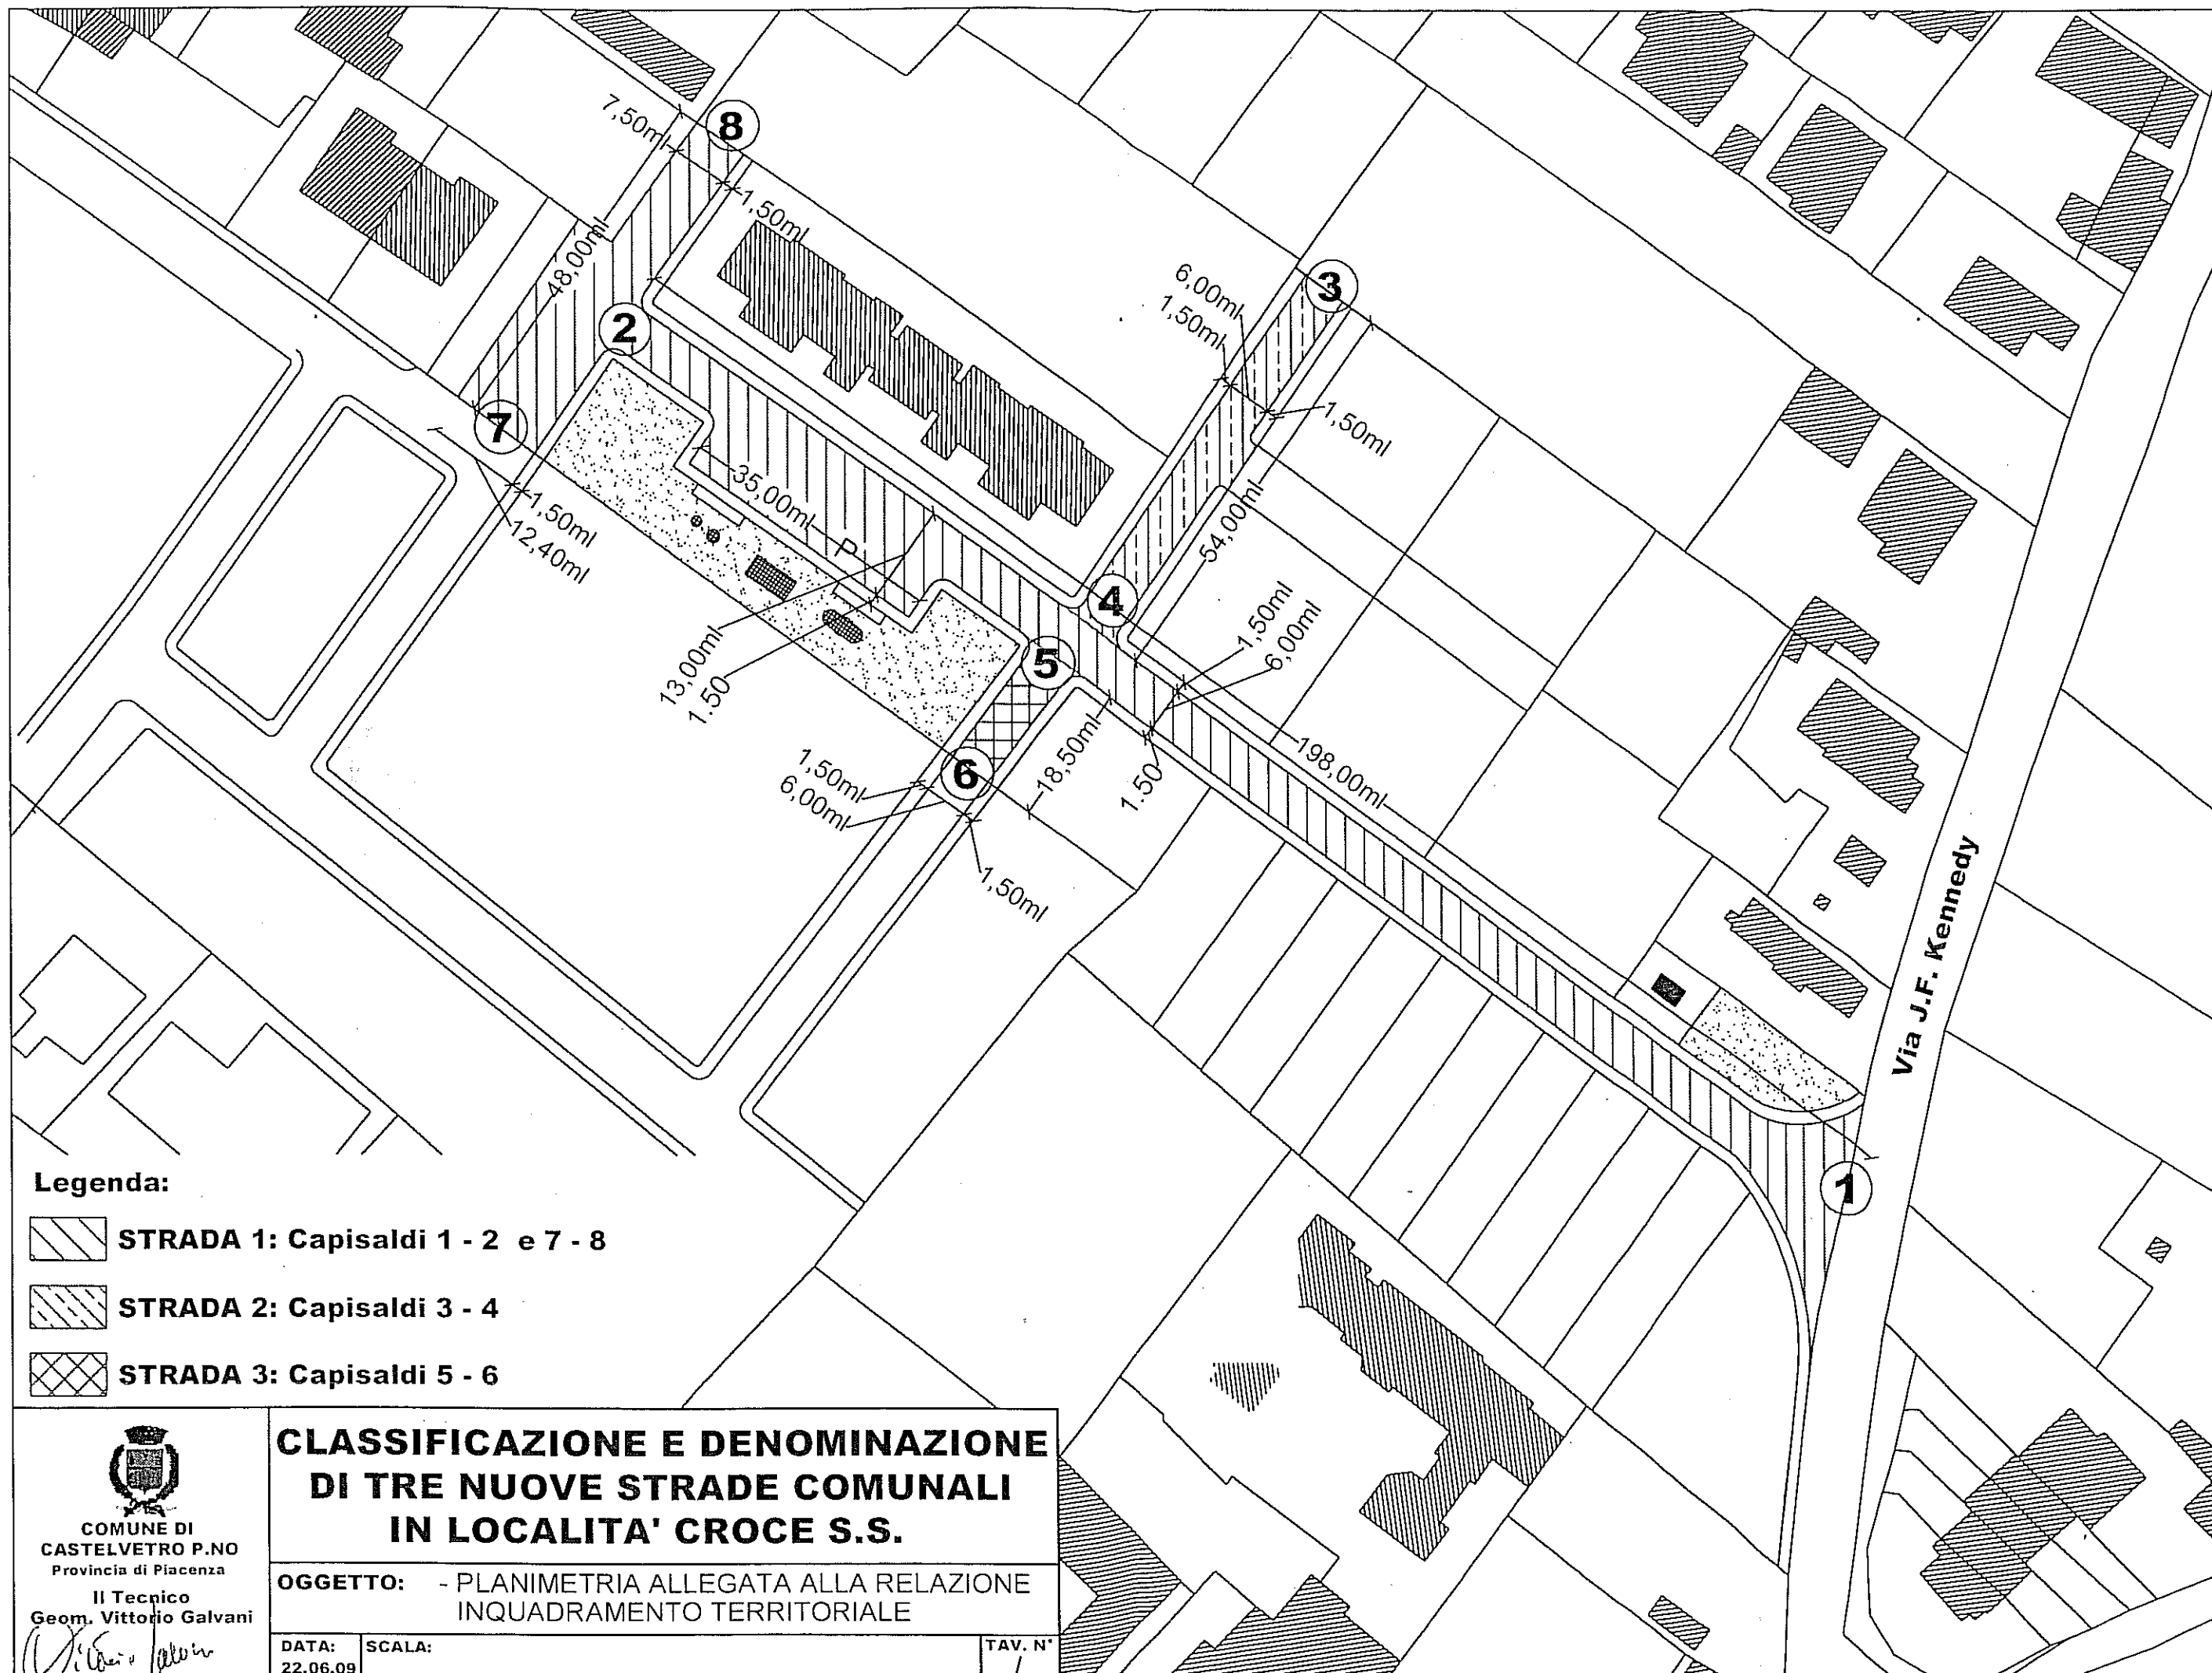 8
7,50ml
1,50ml
48,00ml
2
7
3
6,00ml
1,50ml
1,50ml
35,00ml
P
1,50ml
12,40ml
54,00ml
4
1,50ml
6,00ml
5
13,00ml
1.50
18,50ml
1.50
198,00ml
6
1,50ml
6,00ml
1,50ml
Via J.F. Kennedy
1
Legenda:
STRADA 1: Capisaldi 1 - 2 e 7 - 8
STRADA 2: Capisaldi 3 - 4
STRADA 3: Capisaldi 5 - 6
COMUNE DI
CASTELVETRO P.NO
Provincia di Piacenza
Il Tecnico
Geom. Vittorio Galvani
CLASSIFICAZIONE E DENOMINAZIONE
DI TRE NUOVE STRADE COMUNALI
IN LOCALITA' CROCE S.S.
OGGETTO: - PLANIMETRIA ALLEGATA ALLA RELAZIONE
INQUADRAMENTO TERRITORIALE
DATA:
22.06.09
SCALA:
TAV. N°